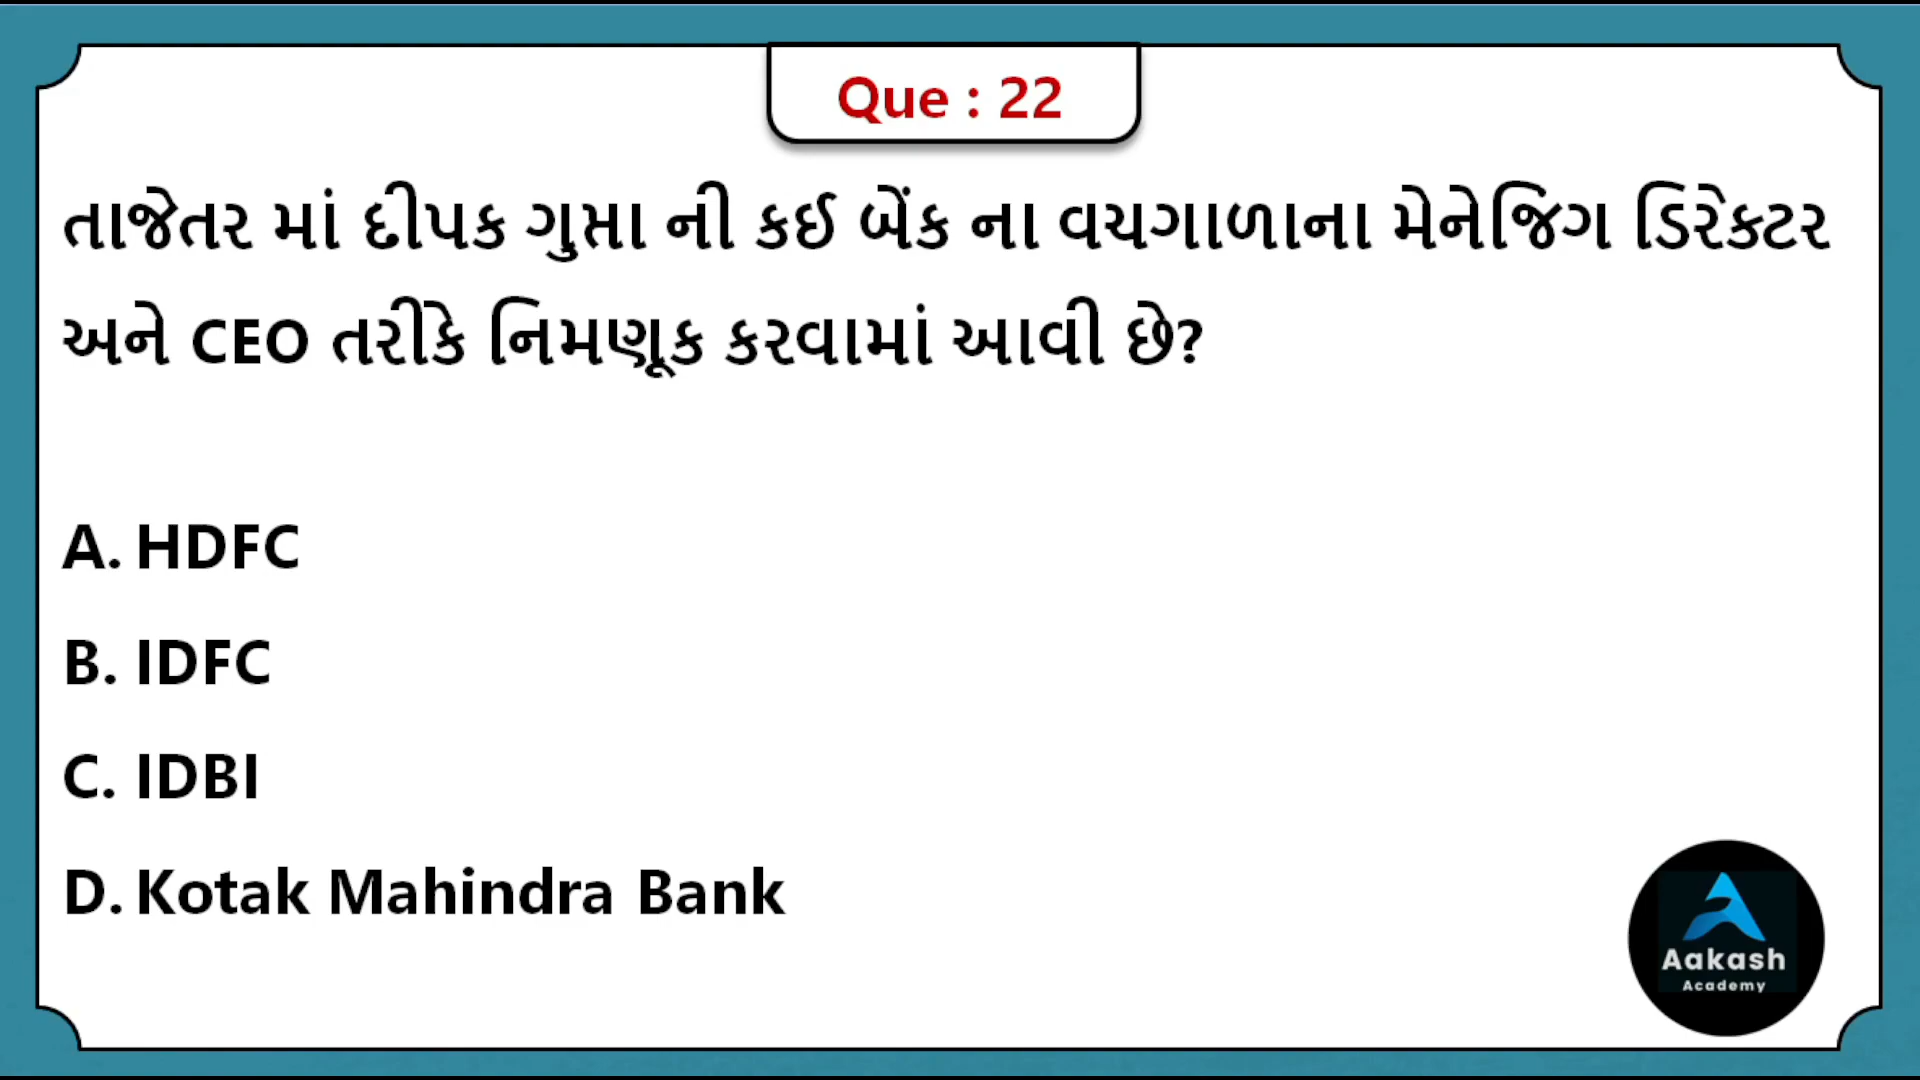 Que : 22
તાજેતર માં દીપક ગુપ્તા ની કઈ બેંક ના વચગાળાના મેનેજિંગ ડિરેક્ટર
અને CEO તરીકે નિમણૂક કરવામાં આવી છે?
A. HDFC
B. IDFC
C. IDBI
D. Kotak Mahindra Bank
Aakash
Academy